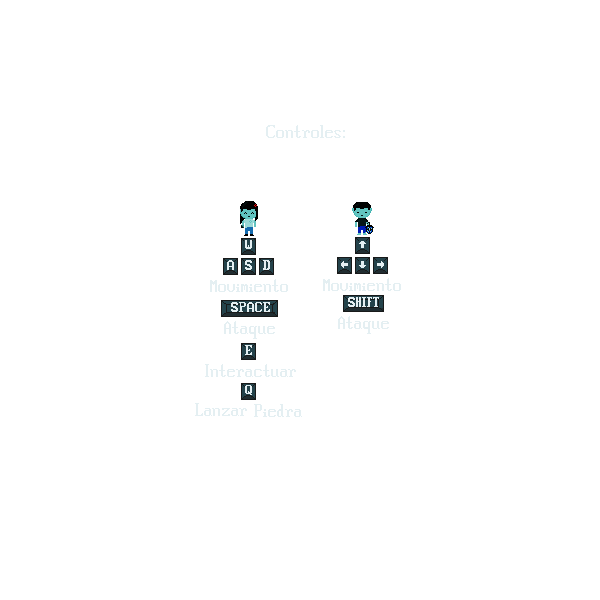 Controles:
W
A S D
Movimiento
SPACE
Ataque
E
Interactuar
Q
Lanzar Piedra
↑
← ↓ →
Movimiento
SHIFT
Ataque